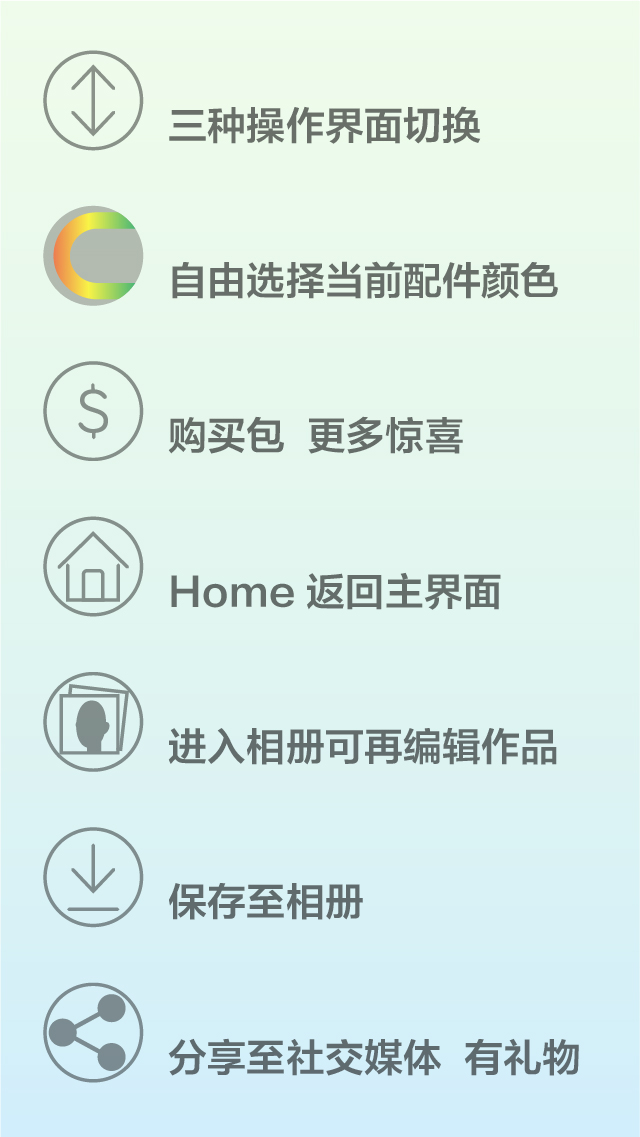 三种操作界面切换
自由选择当前配件颜色
$
购买包 更多惊喜
Home 返回主界面
进入相册可再编辑作品
保存至相册
分享至社交媒体 有礼物